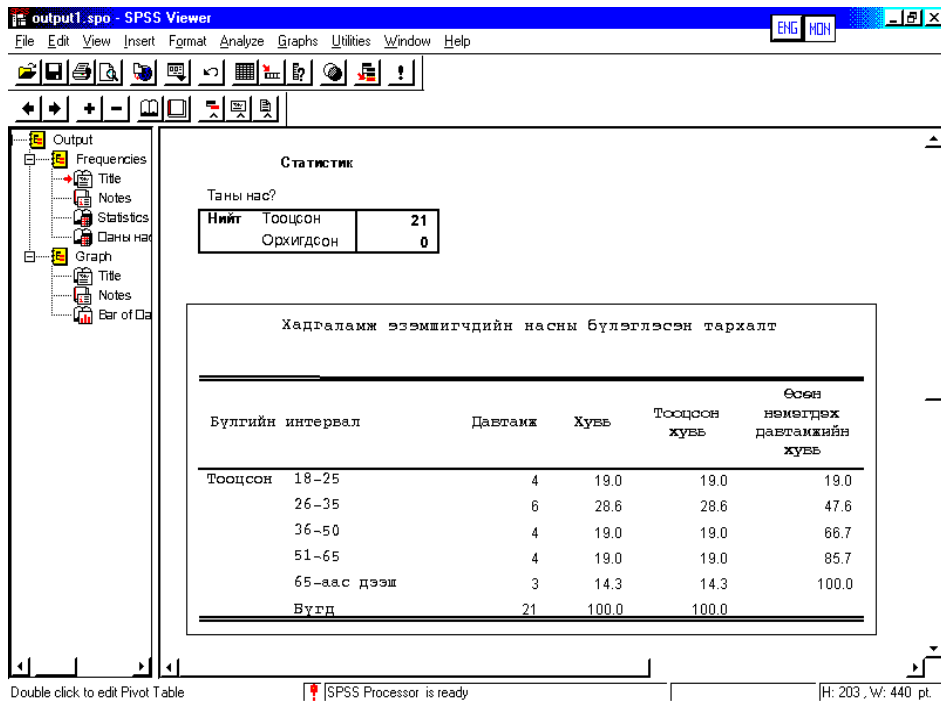 output1.spo - SPSS Viewer
ENG MON
File Edit View Insert Format Analyze Graphs Utilities Window Help
Output
Frequencies
Title
Notes
Statistics
Паны нас
Graph
Title
Notes
Bar of Па
Статистик
Таны нас?
Нийт Тооцсон 21
Орхигдсон 0
Хадгаламж эзэмшигчдийн насны бүлэглэсэн тархалт
Бүлгийн интервал Давтамж Хувь Тооцсон хувь Өсөн нэмэгдэх давтамжийн хувь
Тооцсон 18-25 4 19.0 19.0 19.0
26-35 6 28.6 28.6 47.6
36-50 4 19.0 19.0 66.7
51-65 4 19.0 19.0 85.7
65-аас дээш 3 14.3 14.3 100.0
Бүгд 21 100.0 100.0
Double click to edit Pivot Table SPSS Processor is ready H: 203 , W: 440 pt.